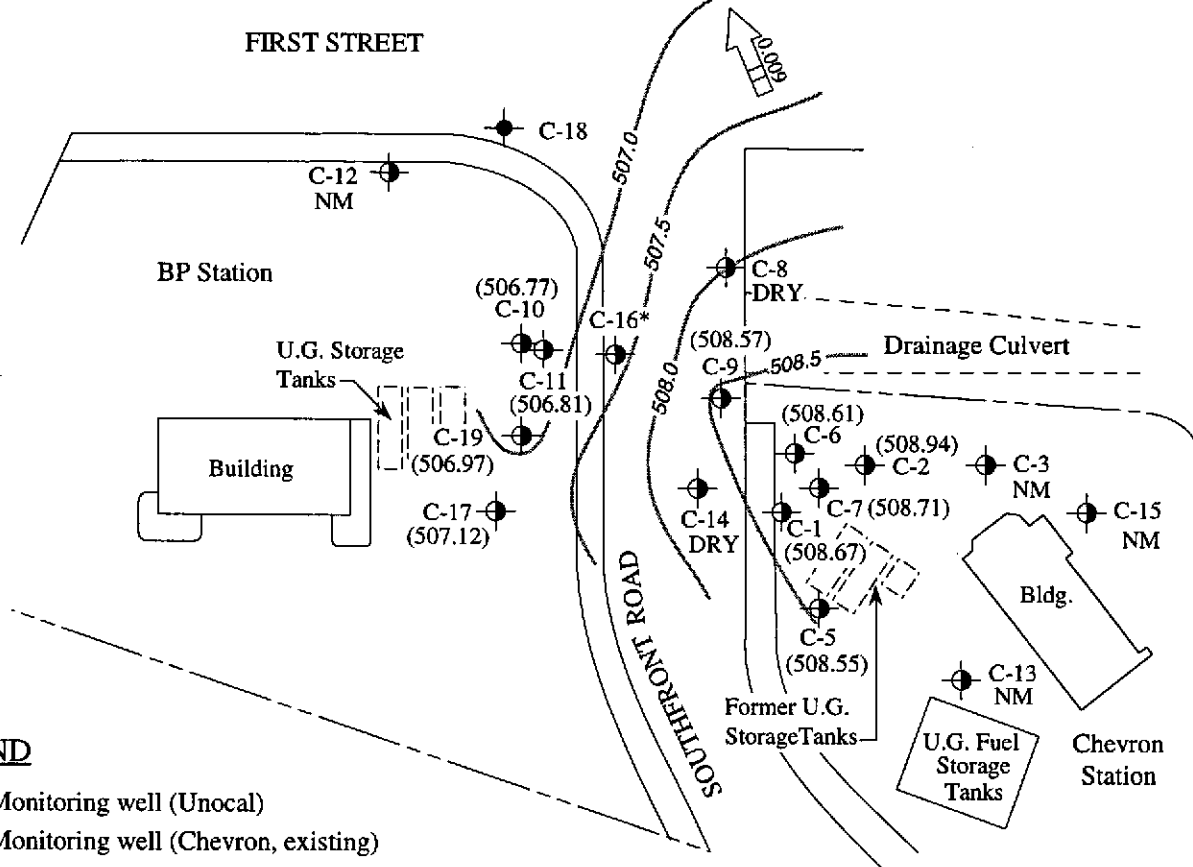 FIRST STREET
0.009
C-18
C-12
NM
507.0
507.5
BP Station
C-8
DRY
(506.77)
C-10
C-16*
(508.57)
C-9
508.5
Drainage Culvert
U.G. Storage
Tanks
C-11
(506.81)
508.0
(508.61)
C-6
(508.94)
C-2
C-3
NM
C-19
(506.97)
Building
C-17
(507.12)
C-14
DRY
C-7 (508.71)
C-1
(508.67)
C-15
NM
Bldg.
SOUTHFRONT ROAD
C-5
(508.55)
C-13
NM
Former U.G.
StorageTanks
U.G. Fuel
Storage
Tanks
Chevron
Station
ND
Monitoring well (Unocal)
Monitoring well (Chevron, existing)